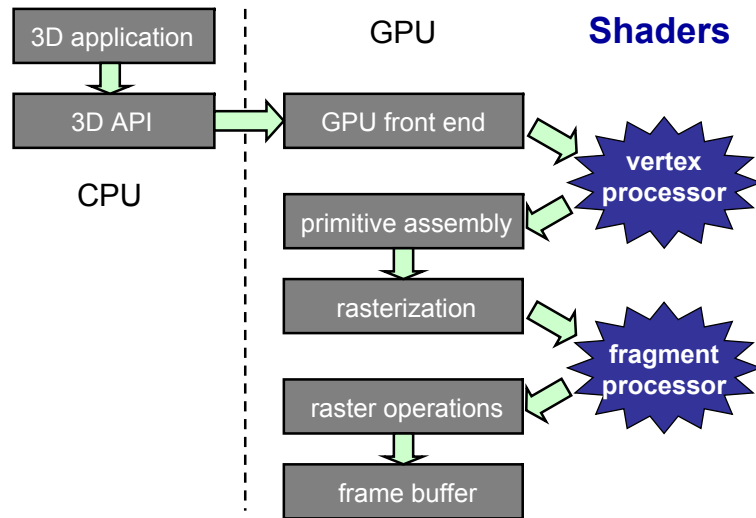 3D application
GPU
Shaders
3D API
GPU front end
CPU
vertex
processor
primitive assembly
rasterization
fragment
processor
raster operations
frame buffer